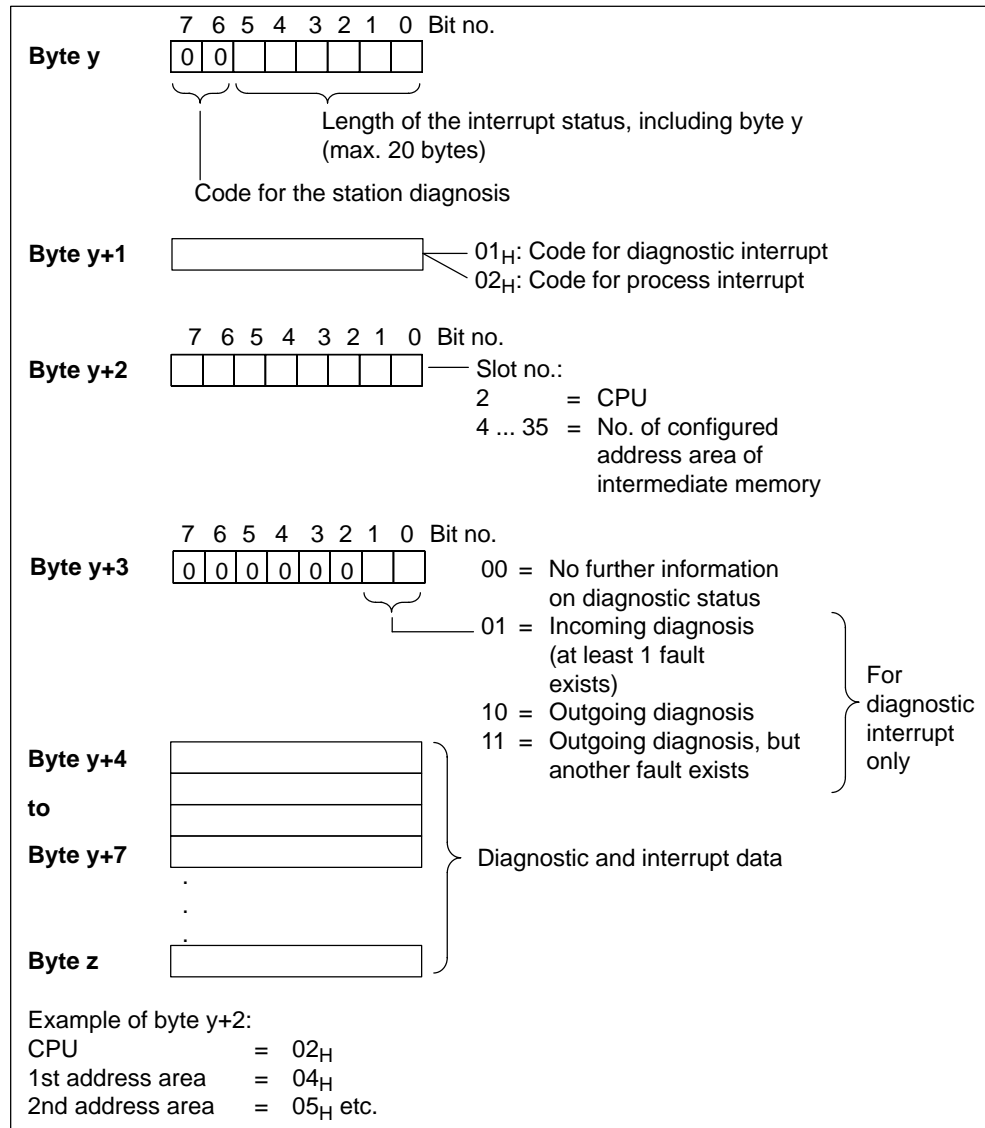 7 6 5 4 3 2 1 0 Bit no.
Byte y
0 0
Length of the interrupt status, including byte y
(max. 20 bytes)
Code for the station diagnosis
Byte y+1
01H: Code for diagnostic interrupt
02H: Code for process interrupt
7 6 5 4 3 2 1 0 Bit no.
Byte y+2
Slot no.:
2 = CPU
4 ... 35 = No. of configured
address area of
intermediate memory
7 6 5 4 3 2 1 0 Bit no.
Byte y+3
0 0 0 0 0 0
00 = No further information
on diagnostic status
01 = Incoming diagnosis
(at least 1 fault
exists)
10 = Outgoing diagnosis
11 = Outgoing diagnosis, but
another fault exists
For
diagnostic
interrupt
only
Byte y+4
to
Byte y+7
Diagnostic and interrupt data
.
.
.
Byte z
Example of byte y+2:
CPU = 02H
1st address area = 04H
2nd address area = 05H etc.